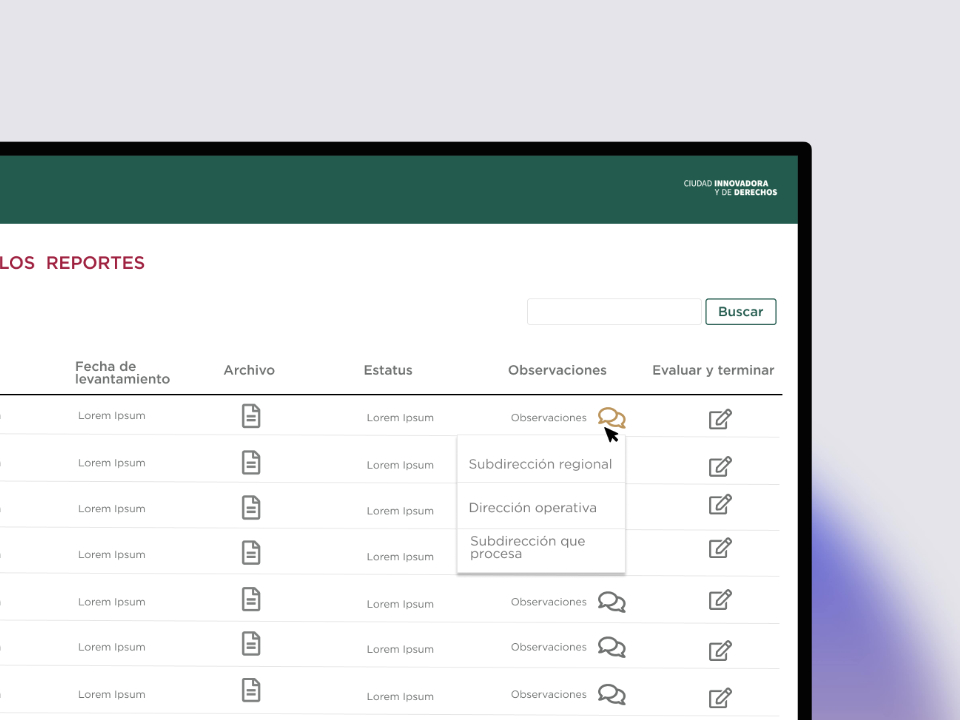 CIUDAD INNOVADORA
Y DE DERECHOS
LOS REPORTES
Buscar
Fecha de
levantamiento
Archivo
Estatus
Observaciones
Evaluar y terminar
Lorem Ipsum
Lorem Ipsum
Observaciones
Lorem Ipsum
Lorem Ipsum
Subdirección regional
Lorem Ipsum
Lorem Ipsum
Dirección operativa
Lorem Ipsum
Lorem Ipsum
Subdirección que
procesa
Lorem Ipsum
Lorem Ipsum
Observaciones
Lorem Ipsum
Lorem Ipsum
Observaciones
Lorem Ipsum
Lorem Ipsum
Observaciones